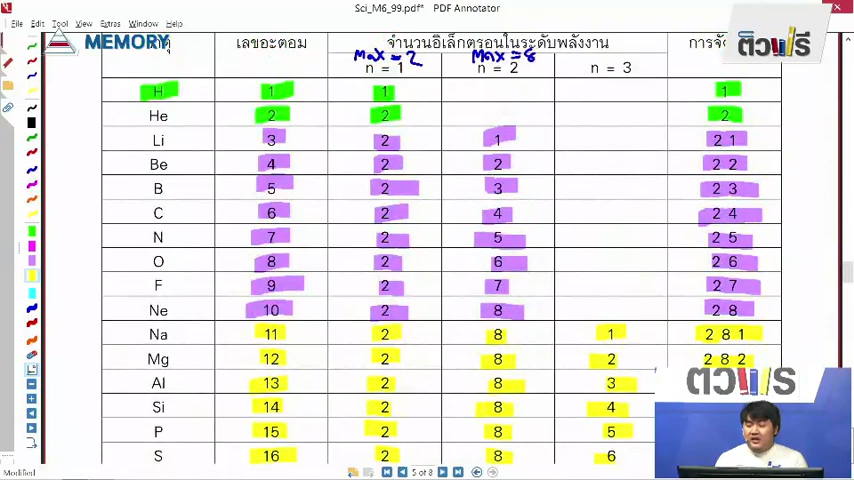 Sci_M6_99.pdf* - PDF Annotator
File Edit Tool View Extras Window Help
MEMORY
ติวฟรี
ธาตุ เลขอะตอม จำนวนอิเล็กตรอนในระดับพลังงาน
Max = 2 Max = 8
n = 1 n = 2 n = 3
H 1 1 1
He 2 2 2
Li 3 2 1 2 1
Be 4 2 2 2 2
B 5 2 3 2 3
C 6 2 4 2 4
N 7 2 5 2 5
O 8 2 6 2 6
F 9 2 7 2 7
Ne 10 2 8 2 8
Na 11 2 8 1 2 8 1
Mg 12 2 8 2 2 8 2
Al 13 2 8 3
Si 14 2 8 4
P 15 2 8 5
S 16 2 8 6
ติวฟรี
Modified 5 of 8